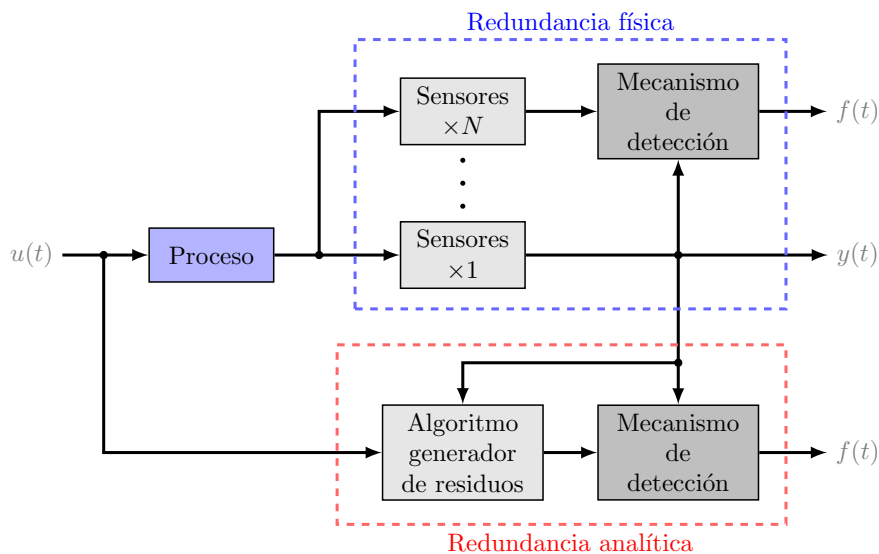 Redundancia física
Sensores
×N
Mecanismo
de
detección
f(t)
u(t)
Proceso
Sensores
×1
y(t)
Algoritmo
generador
de residuos
Mecanismo
de
detección
f(t)
Redundancia analítica